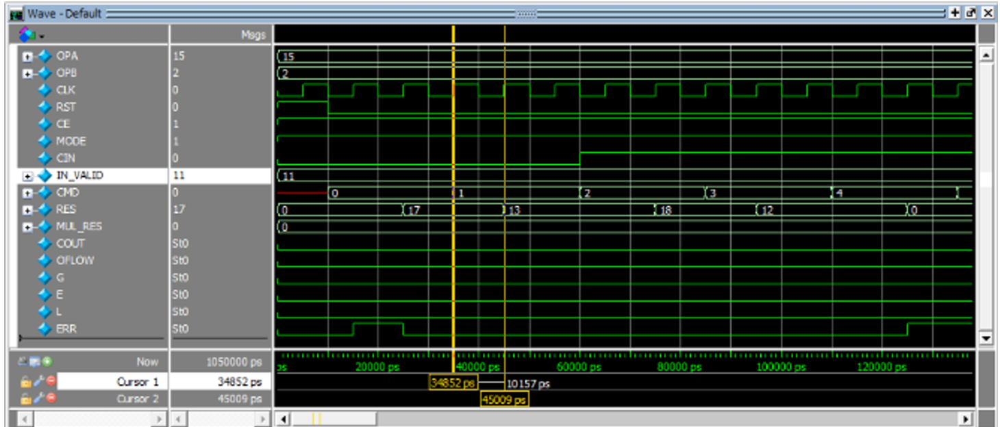 Wave - Default
Msgs
OPA 15 15
OPB 2 2
CLK 0
RST 0
CE 1
MODE 1
CIN 0
IN_VALID 11 11
CMD 0 0 1 2 3 4
RES 17 0 17 13 18 12 0
MUL_RES 0 0
COUT St0
OFLOW St0
G St0
E St0
L St0
ERR St0
Now 1050000 ps ps 20000 ps 40000 ps 60000 ps 80000 ps 100000 ps 120000 ps
Cursor 1 34852 ps 34852 ps 10157 ps
Cursor 2 45009 ps 45009 ps